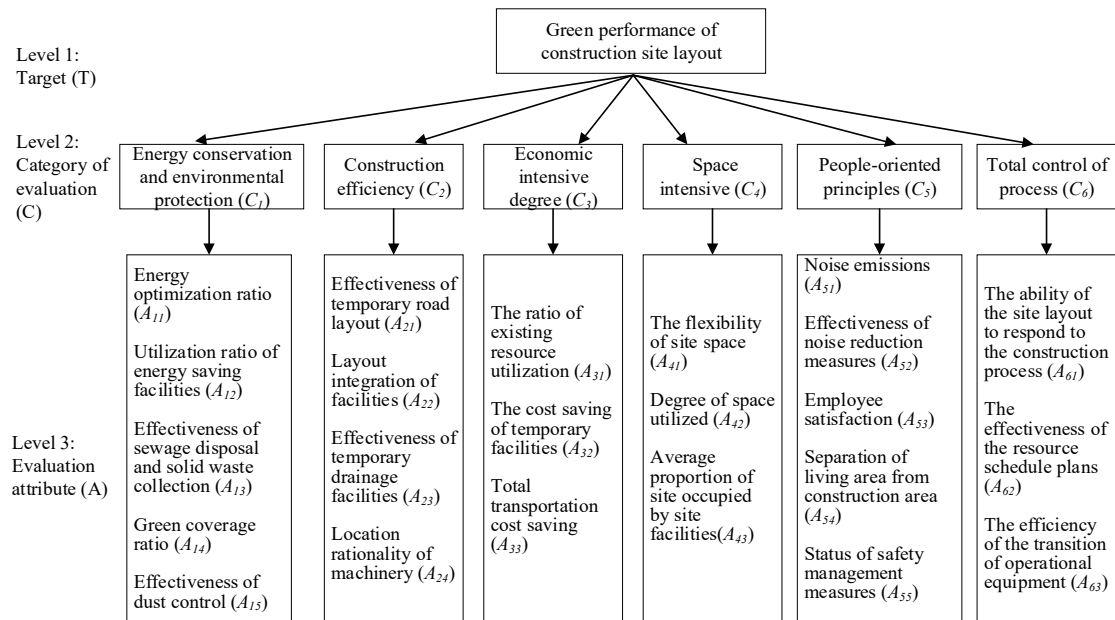 Green performance of
construction site layout
Level 1:
Target (T)
Level 2:
Category of
evaluation
(C)
Energy conservation
and environmental
protection (C1)
Construction
efficiency (C2)
Economic
intensive
degree (C3)
Space
intensive (C4)
People-oriented
principles (C5)
Total control of
process (C6)
Level 3:
Evaluation
attribute (A)
Energy
optimization ratio
(A11)
Utilization ratio of
energy saving
facilities (A12)
Effectiveness of
sewage disposal
and solid waste
collection (A13)
Green coverage
ratio (A14)
Effectiveness of
dust control (A15)
Effectiveness of
temporary road
layout (A21)
Layout
integration of
facilities (A22)
Effectiveness of
temporary
drainage
facilities (A23)
Location
rationality of
machinery (A24)
The ratio of
existing
resource
utilization (A31)
The cost saving
of temporary
facilities (A32)
Total
transportation
cost saving
(A33)
The flexibility
of site space
(A41)
Degree of space
utilized (A42)
Average
proportion of
site occupied
by site
facilities(A43)
Noise emissions
(A51)
Effectiveness of
noise reduction
measures (A52)
Employee
satisfaction (A53)
Separation of
living area from
construction area
(A54)
Status of safety
management
measures (A55)
The ability of
the site layout
to respond to
the construction
process (A61)
The
effectiveness of
the resource
schedule plans
(A62)
The efficiency
of the transition
of operational
equipment (A63)